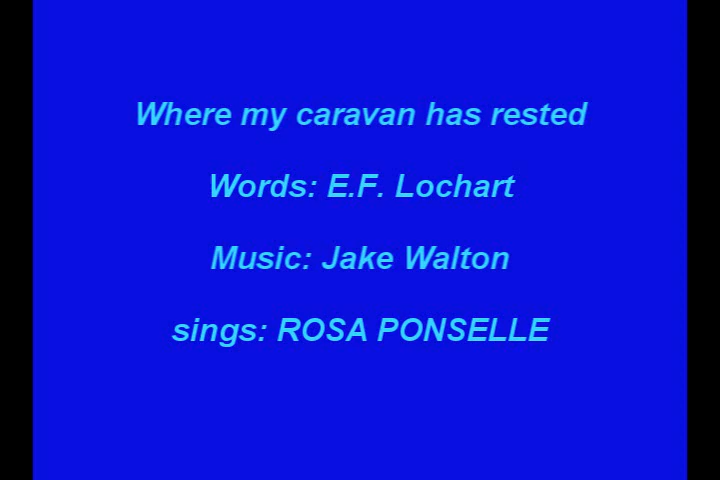 Where my caravan has rested
Words: E.F. Lochart
Music: Jake Walton
sings: ROSA PONSELLE